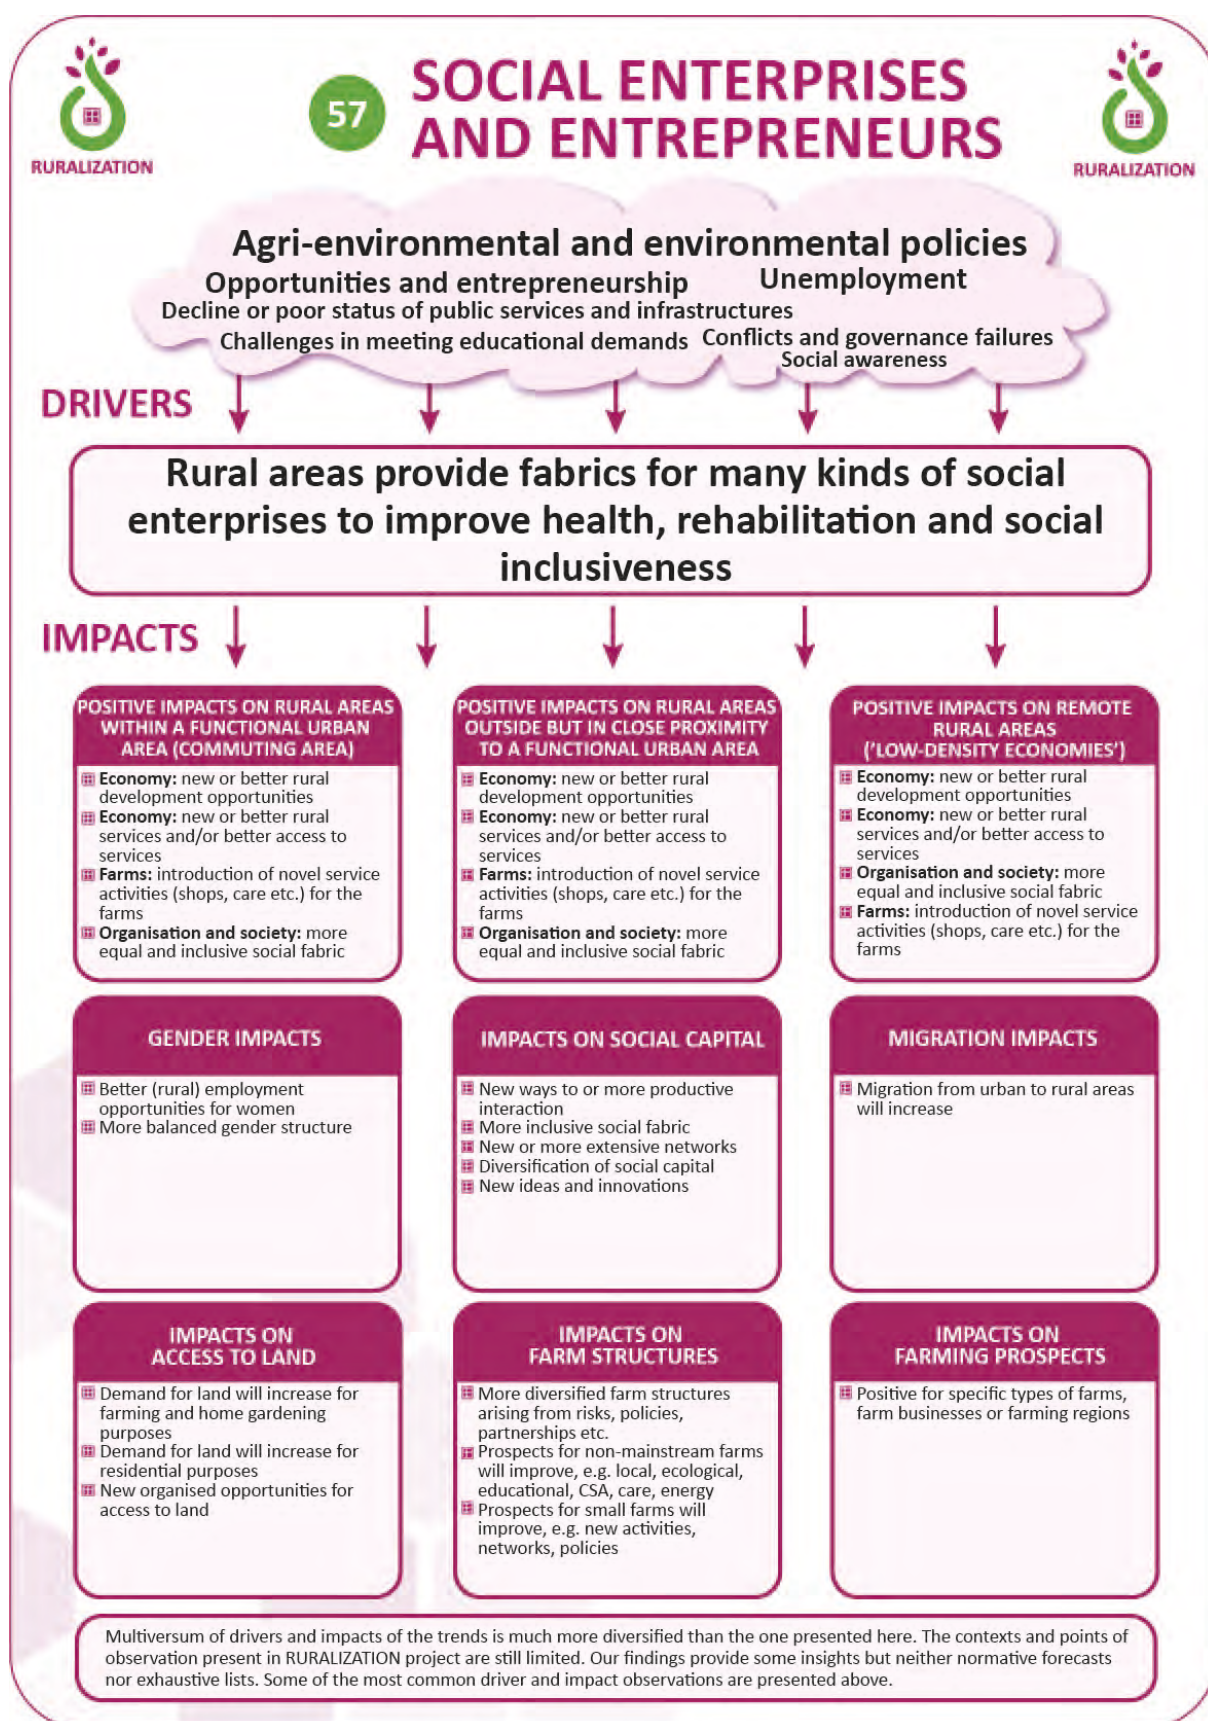 RURALIZATION
57
SOCIAL ENTERPRISES
AND ENTREPRENEURS
RURALIZATION
Agri-environmental and environmental policies
Opportunities and entrepreneurship
Unemployment
Decline or poor status of public services and infrastructures
Challenges in meeting educational demands
Conflicts and governance failures
Social awareness
DRIVERS
Rural areas provide fabrics for many kinds of social
enterprises to improve health, rehabilitation and social
inclusiveness
IMPACTS
POSITIVE IMPACTS ON RURAL AREAS
WITHIN A FUNCTIONAL URBAN
AREA (COMMUTING AREA)
Economy: new or better rural
development opportunities
Economy: new or better rural
services and/or better access to
services
Farms: introduction of novel service
activities (shops, care etc.) for the
farms
Organisation and society: more
equal and inclusive social fabric
POSITIVE IMPACTS ON RURAL AREAS
OUTSIDE BUT IN CLOSE PROXIMITY
TO A FUNCTIONAL URBAN AREA
Economy: new or better rural
development opportunities
Economy: new or better rural
services and/or better access to
services
Farms: introduction of novel service
activities (shops, care etc.) for the
farms
Organisation and society: more
equal and inclusive social fabric
POSITIVE IMPACTS ON REMOTE
RURAL AREAS
('LOW-DENSITY ECONOMIES')
Economy: new or better rural
development opportunities
Economy: new or better rural
services and/or better access to
services
Organisation and society: more
equal and inclusive social fabric
Farms: introduction of novel service
activities (shops, care etc.) for the
farms
GENDER IMPACTS
Better (rural) employment
opportunities for women
More balanced gender structure
IMPACTS ON SOCIAL CAPITAL
New ways to or more productive
interaction
More inclusive social fabric
New or more extensive networks
Diversification of social capital
New ideas and innovations
MIGRATION IMPACTS
Migration from urban to rural areas
will increase
IMPACTS ON
ACCESS TO LAND
Demand for land will increase for
farming and home gardening
purposes
Demand for land will increase for
residential purposes
New organised opportunities for
access to land
IMPACTS ON
FARM STRUCTURES
More diversified farm structures
arising from risks, policies,
partnerships etc.
Prospects for non-mainstream farms
will improve, e.g. local, ecological,
educational, CSA, care, energy
Prospects for small farms will
improve, e.g. new activities,
networks, policies
IMPACTS ON
FARMING PROSPECTS
Positive for specific types of farms,
farm businesses or farming regions
Multiversum of drivers and impacts of the trends is much more diversified than the one presented here. The contexts and points of
observation present in RURALIZATION project are still limited. Our findings provide some insights but neither normative forecasts
nor exhaustive lists. Some of the most common driver and impact observations are presented above.